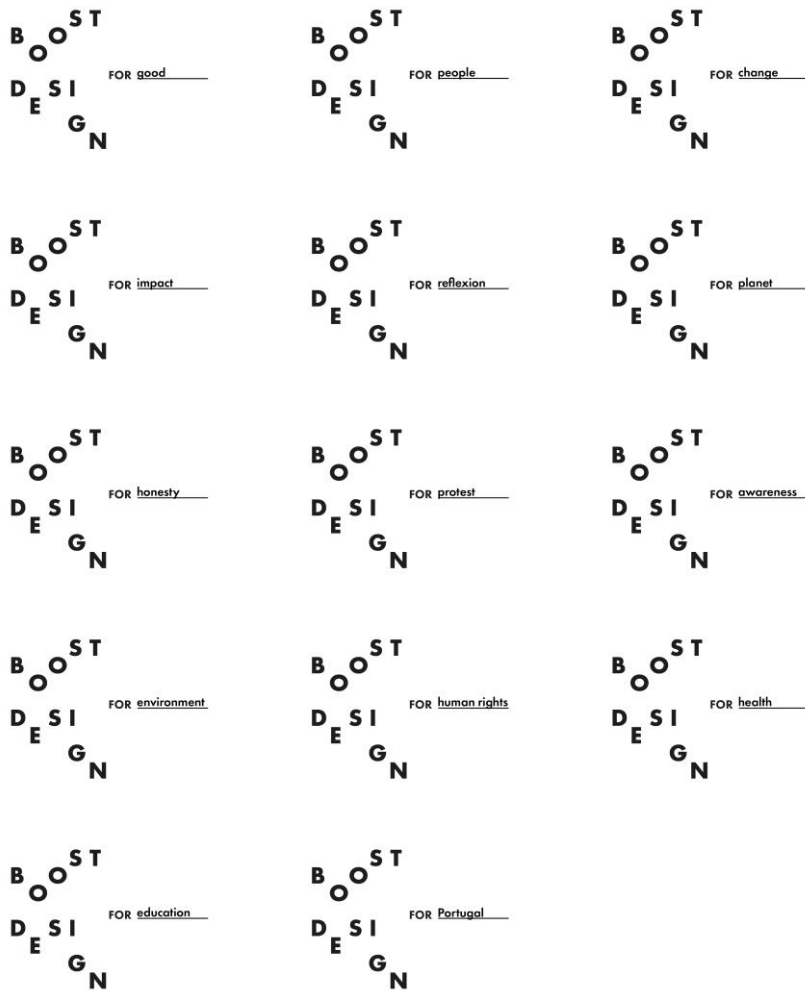 BOOST
DESIGN FOR good
BOOST
DESIGN FOR people
BOOST
DESIGN FOR change
BOOST
DESIGN FOR impact
BOOST
DESIGN FOR reflexion
BOOST
DESIGN FOR planet
BOOST
DESIGN FOR honesty
BOOST
DESIGN FOR protest
BOOST
DESIGN FOR awareness
BOOST
DESIGN FOR environment
BOOST
DESIGN FOR human rights
BOOST
DESIGN FOR health
BOOST
DESIGN FOR education
BOOST
DESIGN FOR Portugal